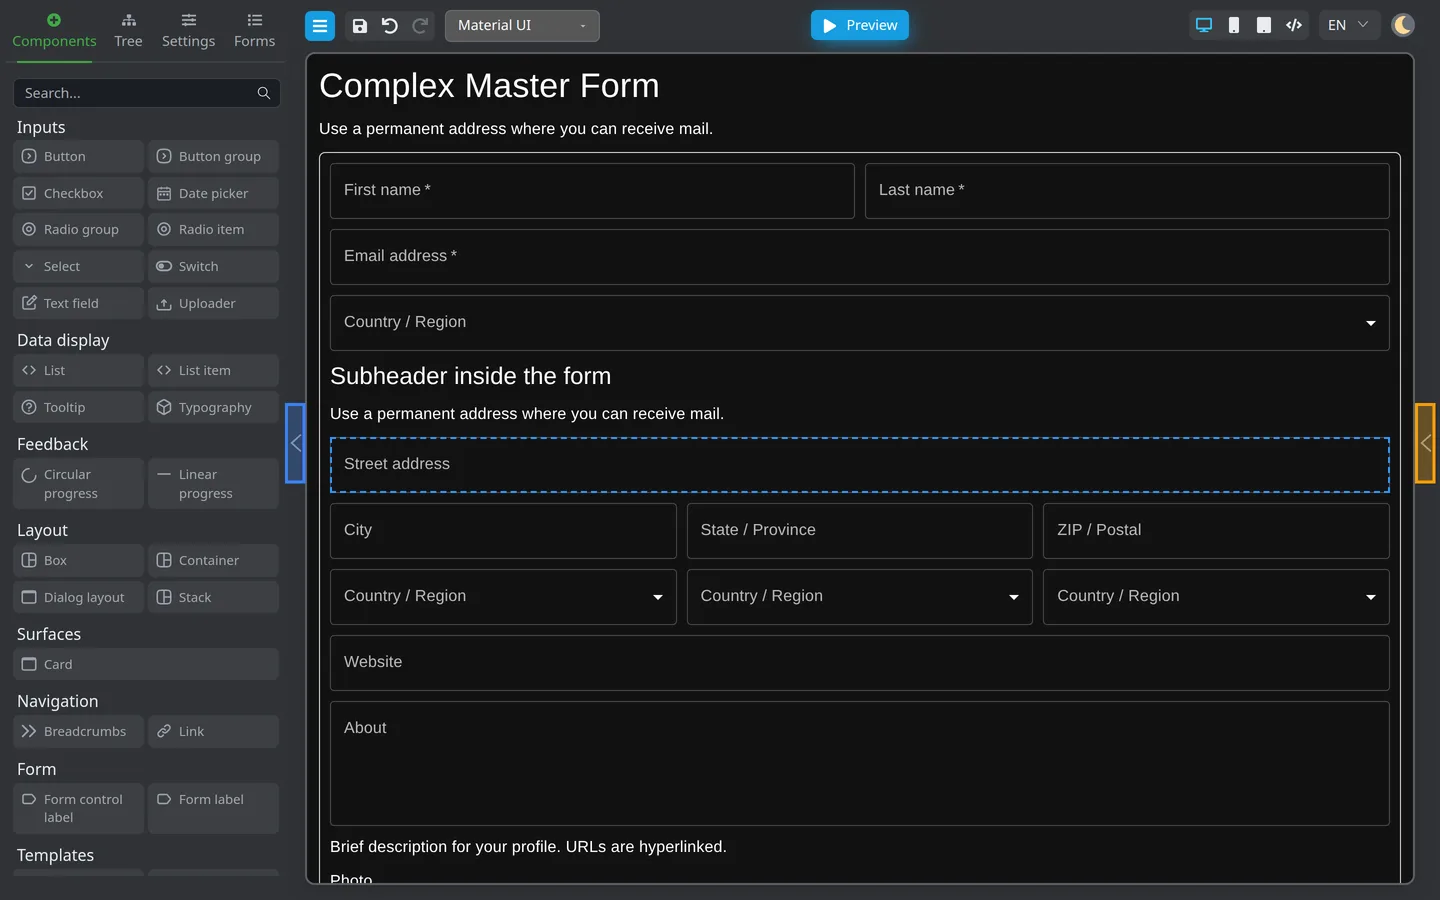 Components
Tree
Settings
Forms
Material UI
Preview
EN
Search...
Inputs
Button
Button group
Checkbox
Date picker
Radio group
Radio item
Select
Switch
Text field
Uploader
Data display
List
List item
Tooltip
Typography
Feedback
Circular
progress
Linear
progress
Layout
Box
Container
Dialog layout
Stack
Surfaces
Card
Navigation
Breadcrumbs
Link
Form
Form control
label
Form label
Templates
Complex Master Form
Use a permanent address where you can receive mail.
First name *
Last name *
Email address *
Country / Region
Subheader inside the form
Use a permanent address where you can receive mail.
Street address
City
State / Province
ZIP / Postal
Country / Region
Country / Region
Country / Region
Website
About
Brief description for your profile. URLs are hyperlinked.
Photo